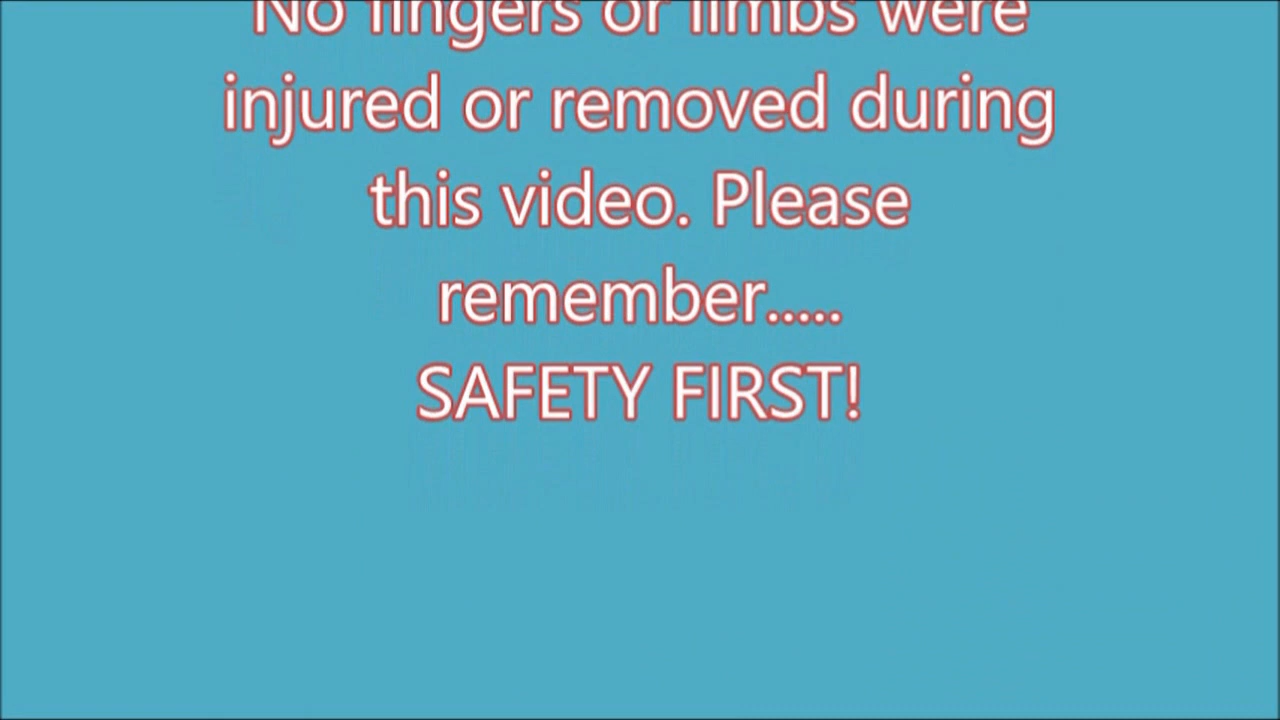 No fingers or limbs were
injured or removed during
this video. Please
remember.....
SAFETY FIRST!